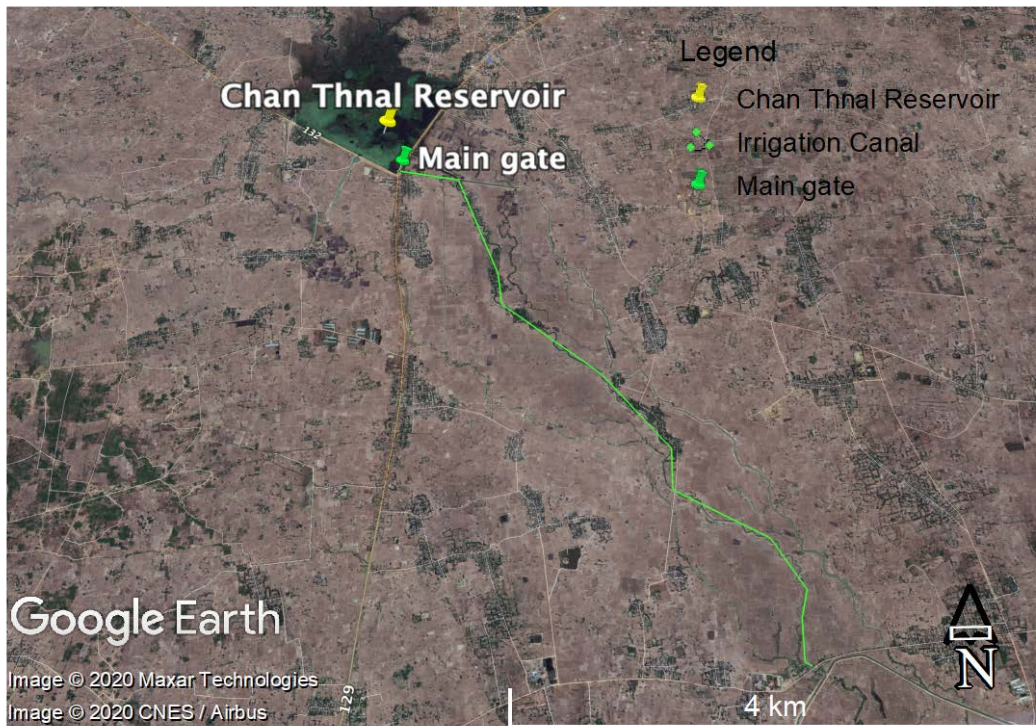 Legend
Chan Thnal Reservoir
Chan Thnal Reservoir
Irrigation Canal
132
Main gate
Main gate
Google Earth
N
Image © 2020 Maxar Technologies
Image © 2020 CNES / Airbus
129
4 km